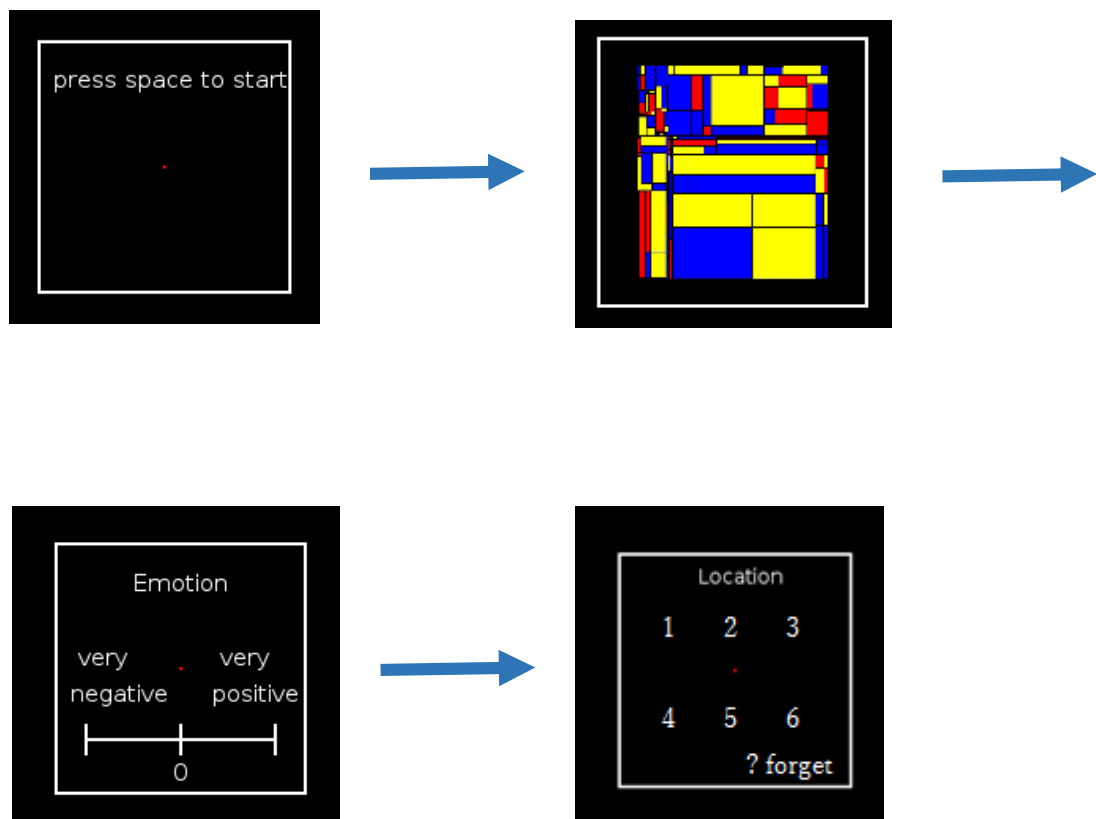 press space to start
Emotion
very very
negative positive
0
Location
1 2 3
4 5 6
? forget